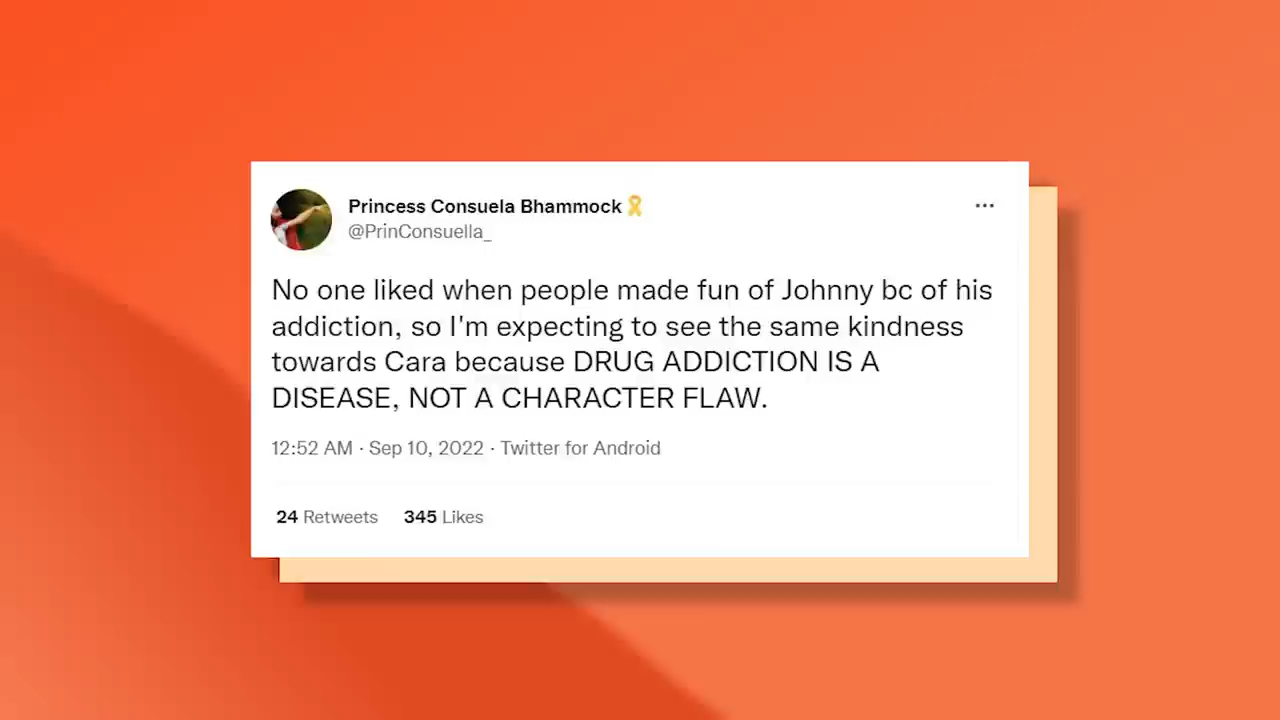 Princess Consuela Bhammock🎗
@PrinConsuella_
No one liked when people made fun of Johnny bc of his
addiction, so I'm expecting to see the same kindness
towards Cara because DRUG ADDICTION IS A
DISEASE, NOT A CHARACTER FLAW.
12:52 AM · Sep 10, 2022 · Twitter for Android
24 Retweets 345 Likes